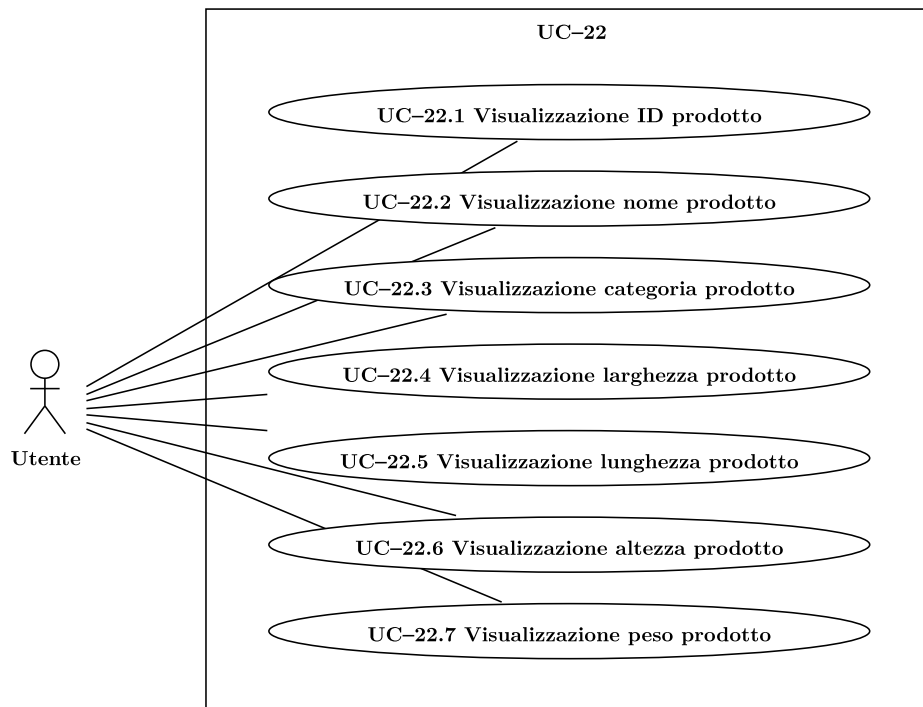 UC–22
UC–22.1 Visualizzazione ID prodotto
UC–22.2 Visualizzazione nome prodotto
UC–22.3 Visualizzazione categoria prodotto
UC–22.4 Visualizzazione larghezza prodotto
Utente
UC–22.5 Visualizzazione lunghezza prodotto
UC–22.6 Visualizzazione altezza prodotto
UC–22.7 Visualizzazione peso prodotto